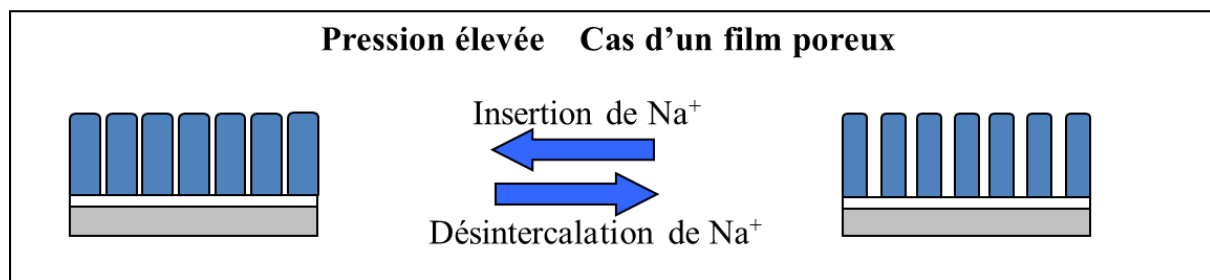 Pression élevée Cas d’un film poreux
Insertion de Na⁺
Désintercalation de Na⁺